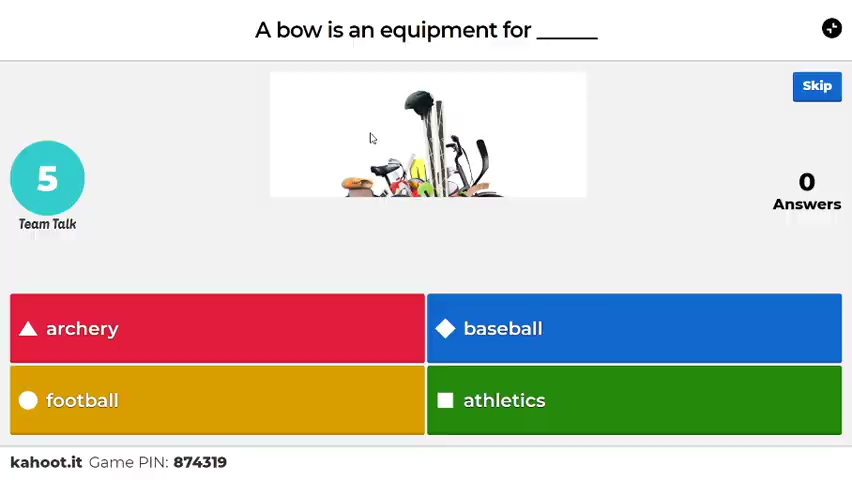 A bow is an equipment for ______
Skip
5
Team Talk
0
Answers
archery
baseball
football
athletics
kahoot.it Game PIN: 874319